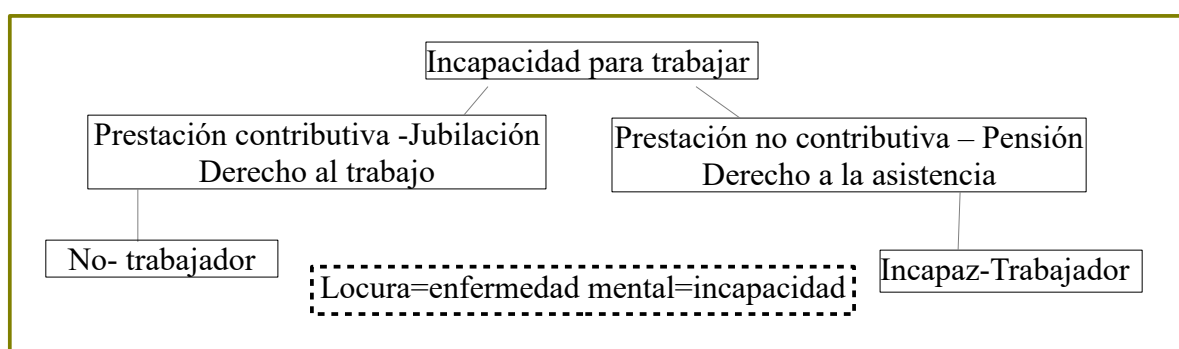 Incapacidad para trabajar
Prestación contributiva -Jubilación
Derecho al trabajo
Prestación no contributiva – Pensión
Derecho a la asistencia
No- trabajador
Incapaz-Trabajador
Locura=enfermedad mental=incapacidad